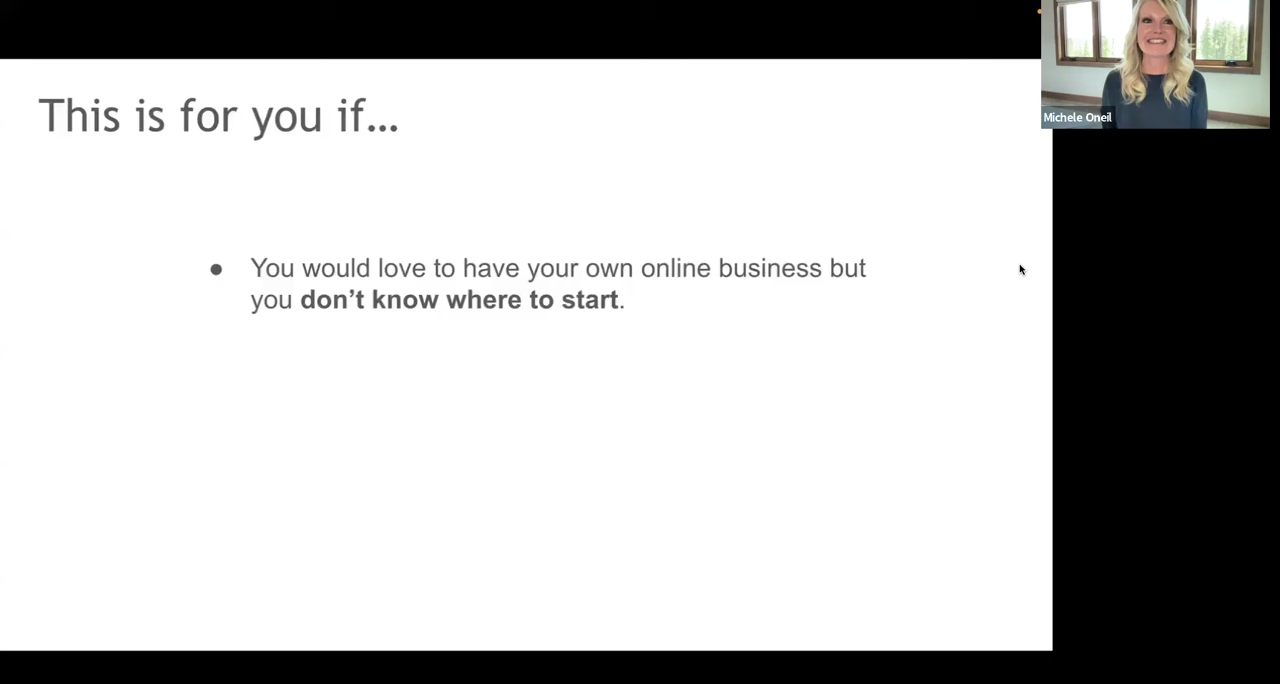 This is for you if...
Michele Oneil
● You would love to have your own online business but
you don’t know where to start.